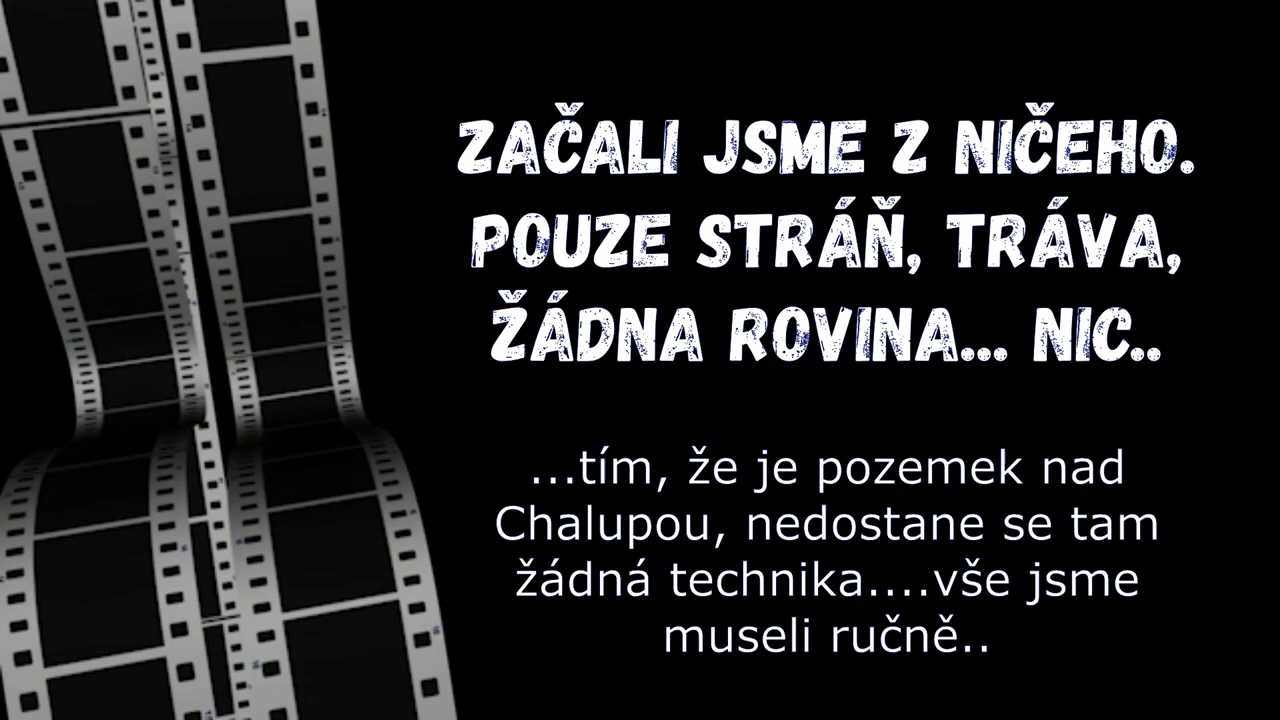 ZAČALI JSME Z NIČEHO.
POUZE STRÁŇ, TRÁVA,
ŽÁDNA ROVINA... NIC..
...tím, že je pozemek nad
Chalupou, nedostane se tam
žádná technika....vše jsme
museli ručně..